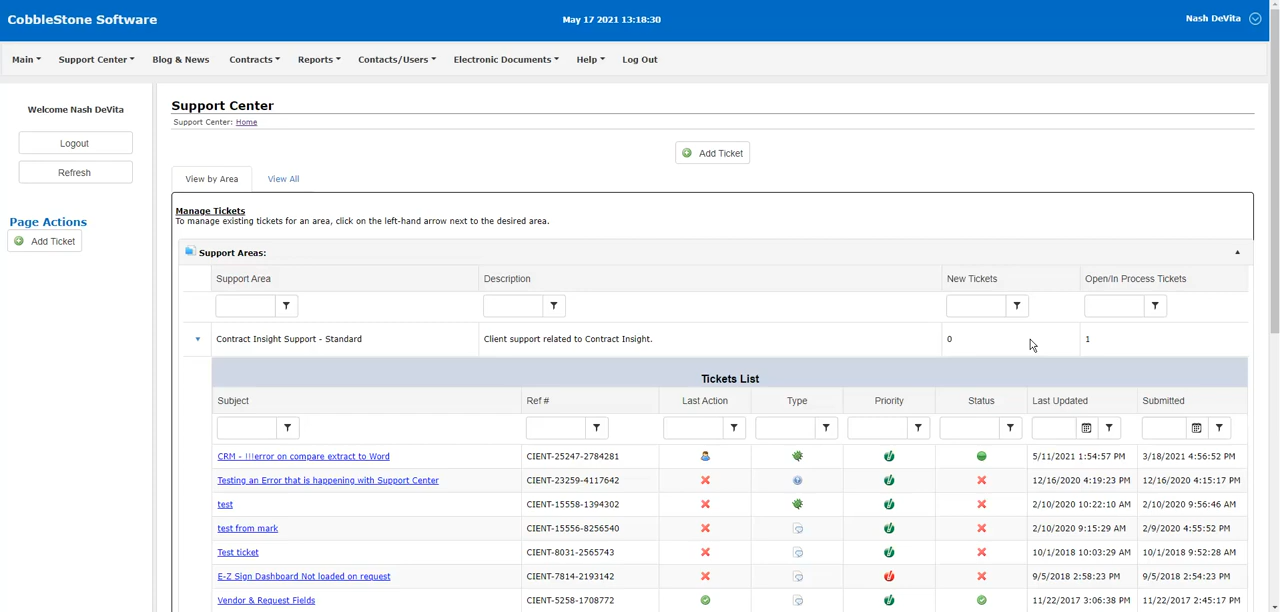 CobbleStone Software
May 17 2021 13:18:30
Nash DeVita
Main
Support Center
Blog & News
Contracts
Reports
Contacts/Users
Electronic Documents
Help
Log Out
Welcome Nash DeVita
Logout
Refresh
Page Actions
Add Ticket
Support Center
Support Center: Home
Add Ticket
View by Area
View All
Manage Tickets
To manage existing tickets for an area, click on the left-hand arrow next to the desired area.
Support Areas:
Support Area Description New Tickets Open/In Process Tickets
Contract Insight Support - Standard Client support related to Contract Insight. 0 1
Tickets List
Subject Ref # Last Action Type Priority Status Last Updated Submitted
CRM - !!!error on compare extract to Word CIENT-25247-2784281 5/11/2021 1:54:57 PM 3/18/2021 4:56:52 PM
Testing an Error that is happening with Support Center CIENT-23259-4117642 12/16/2020 4:19:23 PM 12/16/2020 4:15:17 PM
test CIENT-15558-1394302 2/10/2020 10:22:10 AM 2/10/2020 9:56:46 AM
test from mark CIENT-15556-8256540 2/10/2020 9:15:29 AM 2/9/2020 4:55:52 PM
Test ticket CIENT-8031-2565743 10/1/2018 10:03:29 AM 10/1/2018 9:52:28 AM
E-Z Sign Dashboard Not loaded on request CIENT-7814-2193142 9/5/2018 2:58:23 PM 9/5/2018 2:54:23 PM
Vendor & Request Fields CIENT-5258-1708772 11/22/2017 3:06:38 PM 11/22/2017 2:45:17 PM